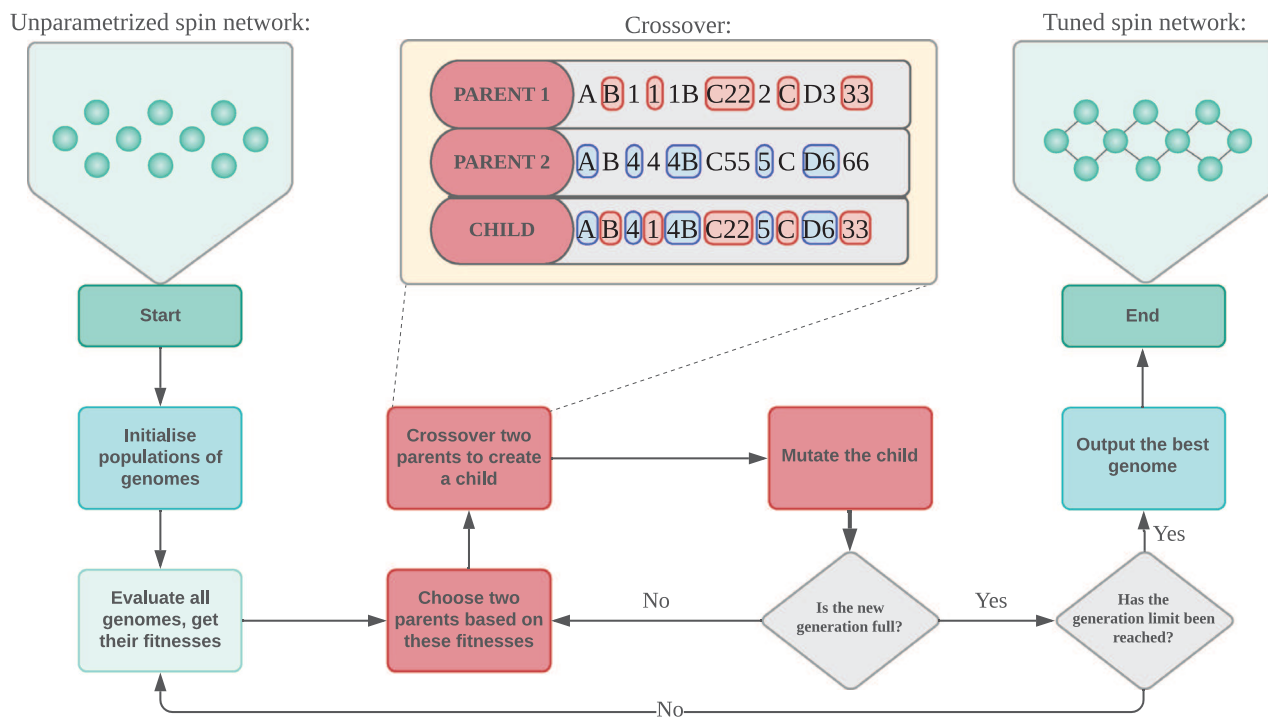 Unparametrized spin network:
Crossover:
Tuned spin network:
PARENT 1
A B 1 1 1B C22 2 C D3 33
PARENT 2
A B 4 4 4B C55 5 C D6 66
CHILD
A B 4 1 4B C22 5 C D6 33
Start
End
Initialise
populations of
genomes
Crossover two
parents to create
a child
Mutate the child
Output the best
genome
Yes
Evaluate all
genomes, get
their fitnesses
Choose two
parents based on
these fitnesses
No
Is the new
generation full?
Yes
Has the
generation limit been
reached?
No